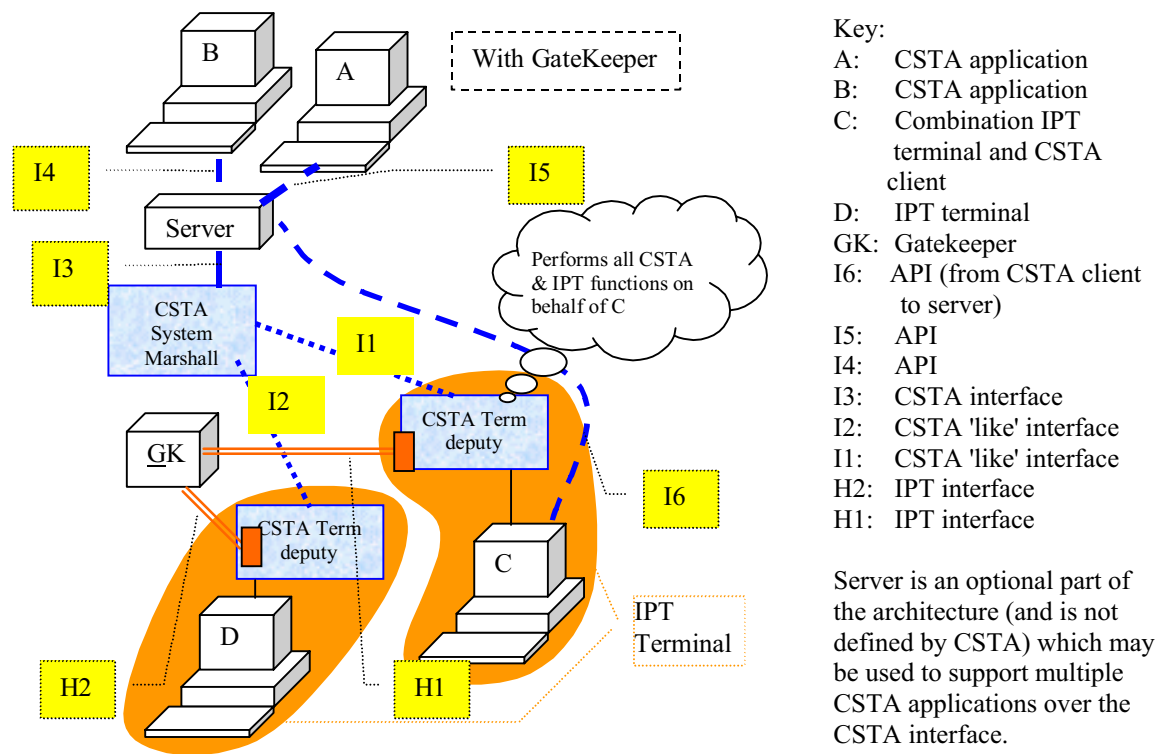 B
A
With GateKeeper
I4
I5
Server
I3
Performs all CSTA
& IPT functions on
behalf of C
CSTA
System
Marshall
I1
I2
CSTA Term
deputy
GK
I6
CSTA Term
deputy
C
D
IPT
Terminal
H2
H1
Key:
A: CSTA application
B: CSTA application
C: Combination IPT
terminal and CSTA
client
D: IPT terminal
GK: Gatekeeper
I6: API (from CSTA client
to server)
I5: API
I4: API
I3: CSTA interface
I2: CSTA 'like' interface
I1: CSTA 'like' interface
H2: IPT interface
H1: IPT interface
Server is an optional part of
the architecture (and is not
defined by CSTA) which may
be used to support multiple
CSTA applications over the
CSTA interface.